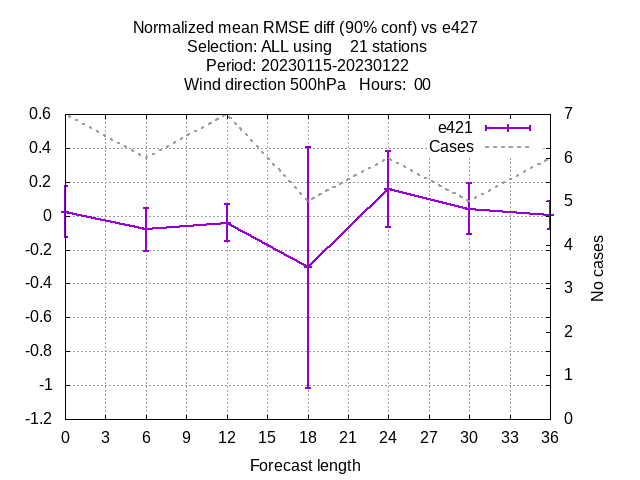 Normalized mean RMSE diff (90% conf) vs e427
Selection: ALL using 21 stations
Period: 20230115-20230122
Wind direction 500hPa Hours: 00
0.6
0.4
0.2
0
-0.2
-0.4
-0.6
-0.8
-1
-1.2
e421
Cases
7
6
5
4
3
2
1
0
No cases
0 3 6 9 12 15 18 21 24 27 30 33 36
Forecast length